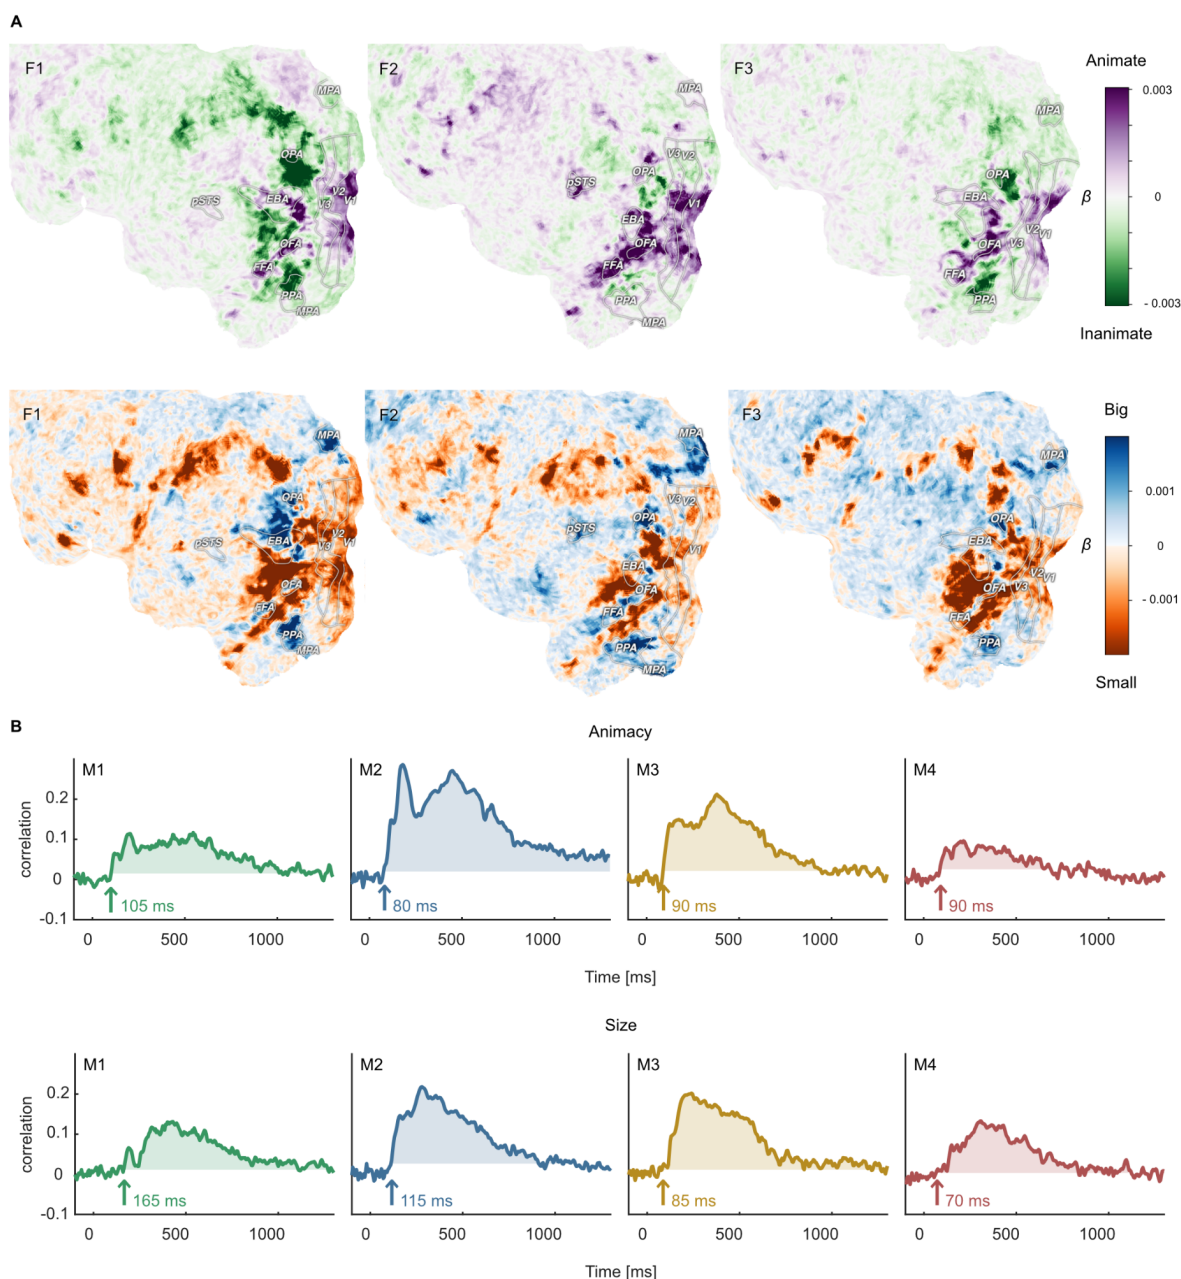 A
F1
F2
F3
Animate
MPA
MPA
MPA
0.003
OPA
V3 V2
OPA
OPA
pSTS
EBA
V2
V3
V1
pSTS
EBA
V1
EBA
β
0
OFA
FFA
OFA
FFA
OFA
V3
V2
V1
FFA
PPA
MPA
PPA
MPA
PPA
- 0.003
Inanimate
F1
F2
F3
Big
MPA
MPA
MPA
OPA
V3 V2
OPA
OPA
0.001
pSTS
EBA
V2
V3
V1
pSTS
EBA
V1
EBA
β
0
OFA
FFA
OFA
FFA
OFA
V3
V2
V1
FFA
- 0.001
PPA
MPA
PPA
MPA
PPA
Small
B
Animacy
M1
M2
M3
M4
correlation
0.2
0.1
0
-0.1
105 ms
80 ms
90 ms
90 ms
0 500 1000
0 500 1000
0 500 1000
0 500 1000
Time [ms]
Size
M1
M2
M3
M4
correlation
0.2
0.1
0
-0.1
165 ms
115 ms
85 ms
70 ms
0 500 1000
0 500 1000
0 500 1000
0 500 1000
Time [ms]